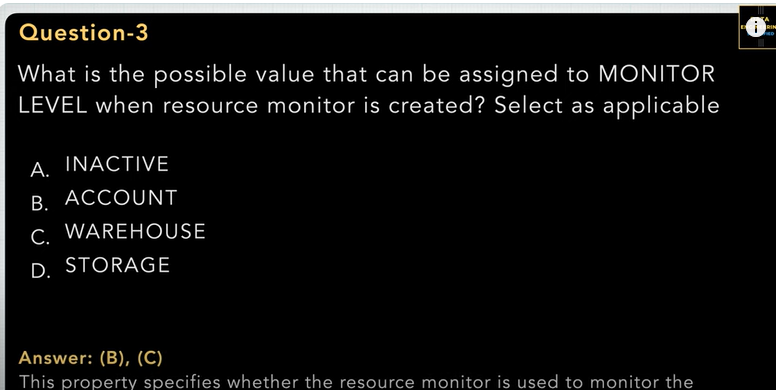 Question-3
What is the possible value that can be assigned to MONITOR
LEVEL when resource monitor is created? Select as applicable
A. INACTIVE
B. ACCOUNT
C. WAREHOUSE
D. STORAGE
Answer: (B), (C)
This property specifies whether the resource monitor is used to monitor the